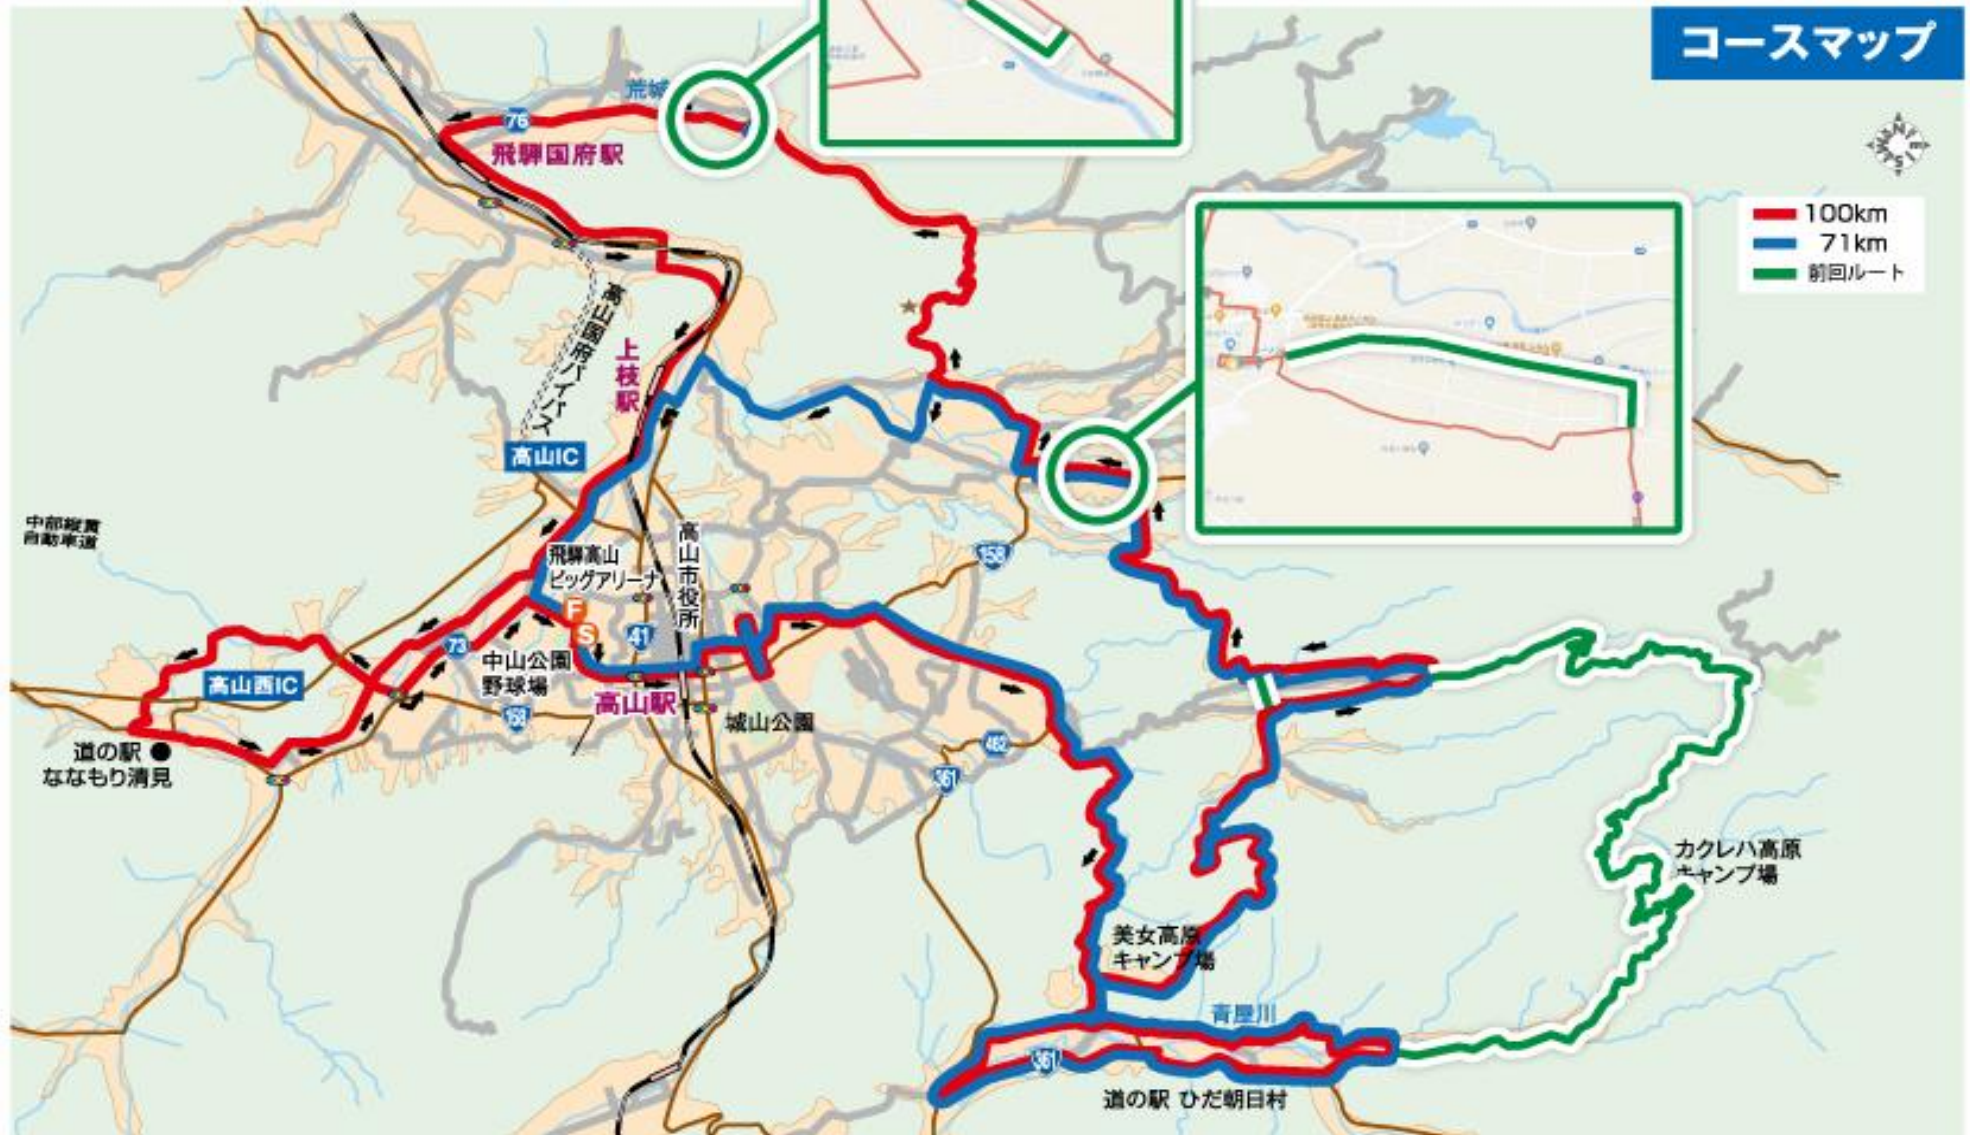 コースマップ
荒城
76
飛騨国府駅
100km
71km
前回ルート
高山国府バイパス
上枝駅
高山IC
中部縦貫
自動車道
飛騨高山
ビッグアリーナ
高山市役所
158
F
S
41
73
中山公園
野球場
高山西IC
高山駅
158
城山公園
道の駅
ななもり清見
462
361
カクレハ高原
キャンプ場
美女高原
キャンプ場
青屋川
361
道の駅 ひだ朝日村